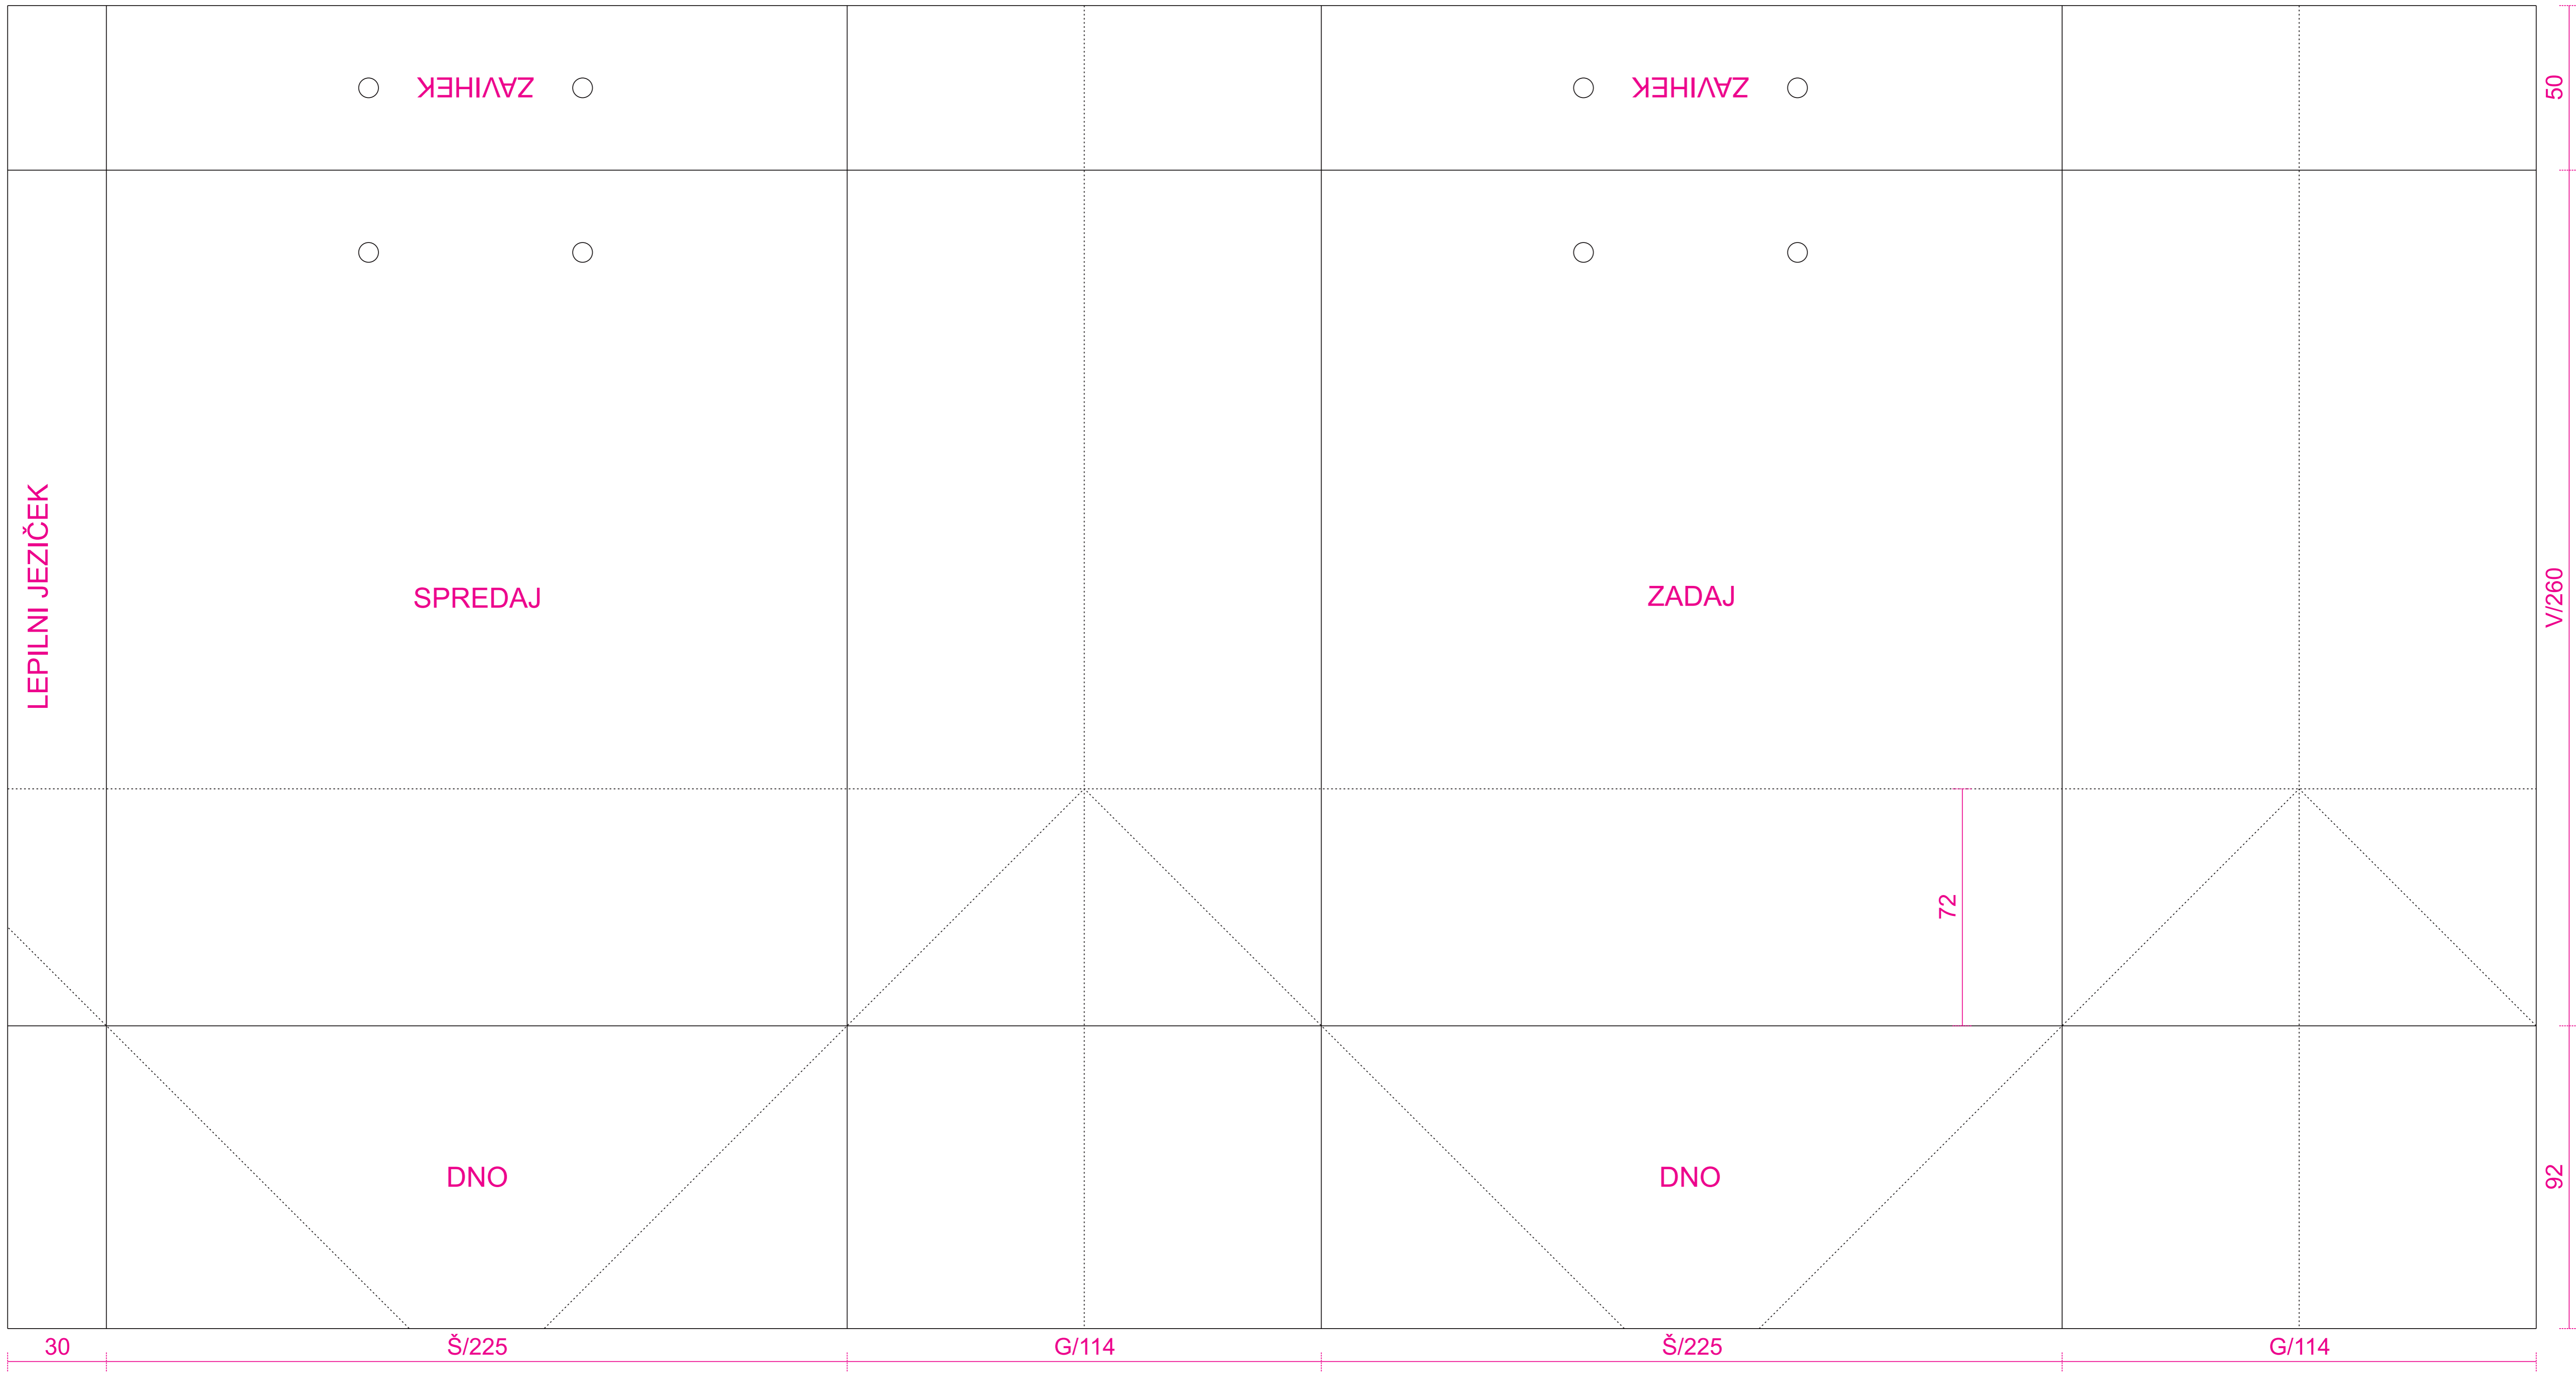 ZAVIHEK
ZAVIHEK
50
LEPILNI JEZIČEK
SPREDAJ
ZADAJ
V/260
72
DNO
DNO
92
30
Š/225
G/114
Š/225
G/114